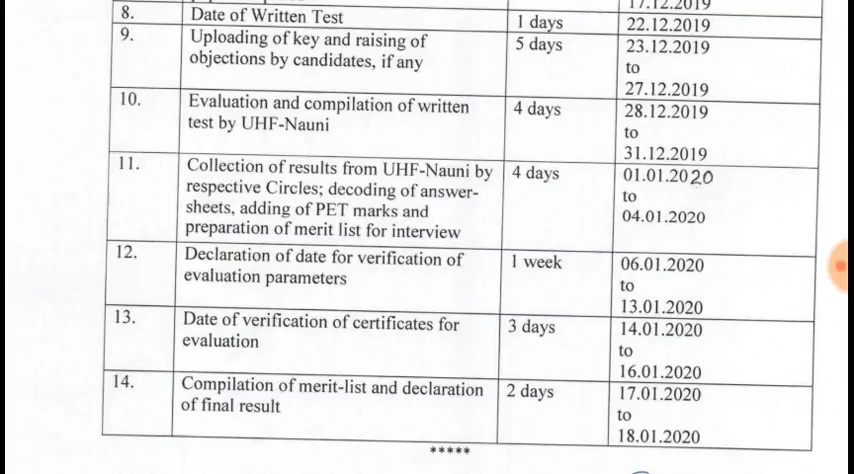 17.12.2019
8. Date of Written Test 1 days 22.12.2019
9. Uploading of key and raising of 5 days 23.12.2019
objections by candidates, if any to
27.12.2019
10. Evaluation and compilation of written 4 days 28.12.2019
test by UHF-Nauni to
31.12.2019
11. Collection of results from UHF-Nauni by 4 days 01.01.2020
respective Circles; decoding of answer- to
sheets, adding of PET marks and 04.01.2020
preparation of merit list for interview
12. Declaration of date for verification of 1 week 06.01.2020
evaluation parameters to
13.01.2020
13. Date of verification of certificates for 3 days 14.01.2020
evaluation to
16.01.2020
14. Compilation of merit-list and declaration 2 days 17.01.2020
of final result to
18.01.2020
*****